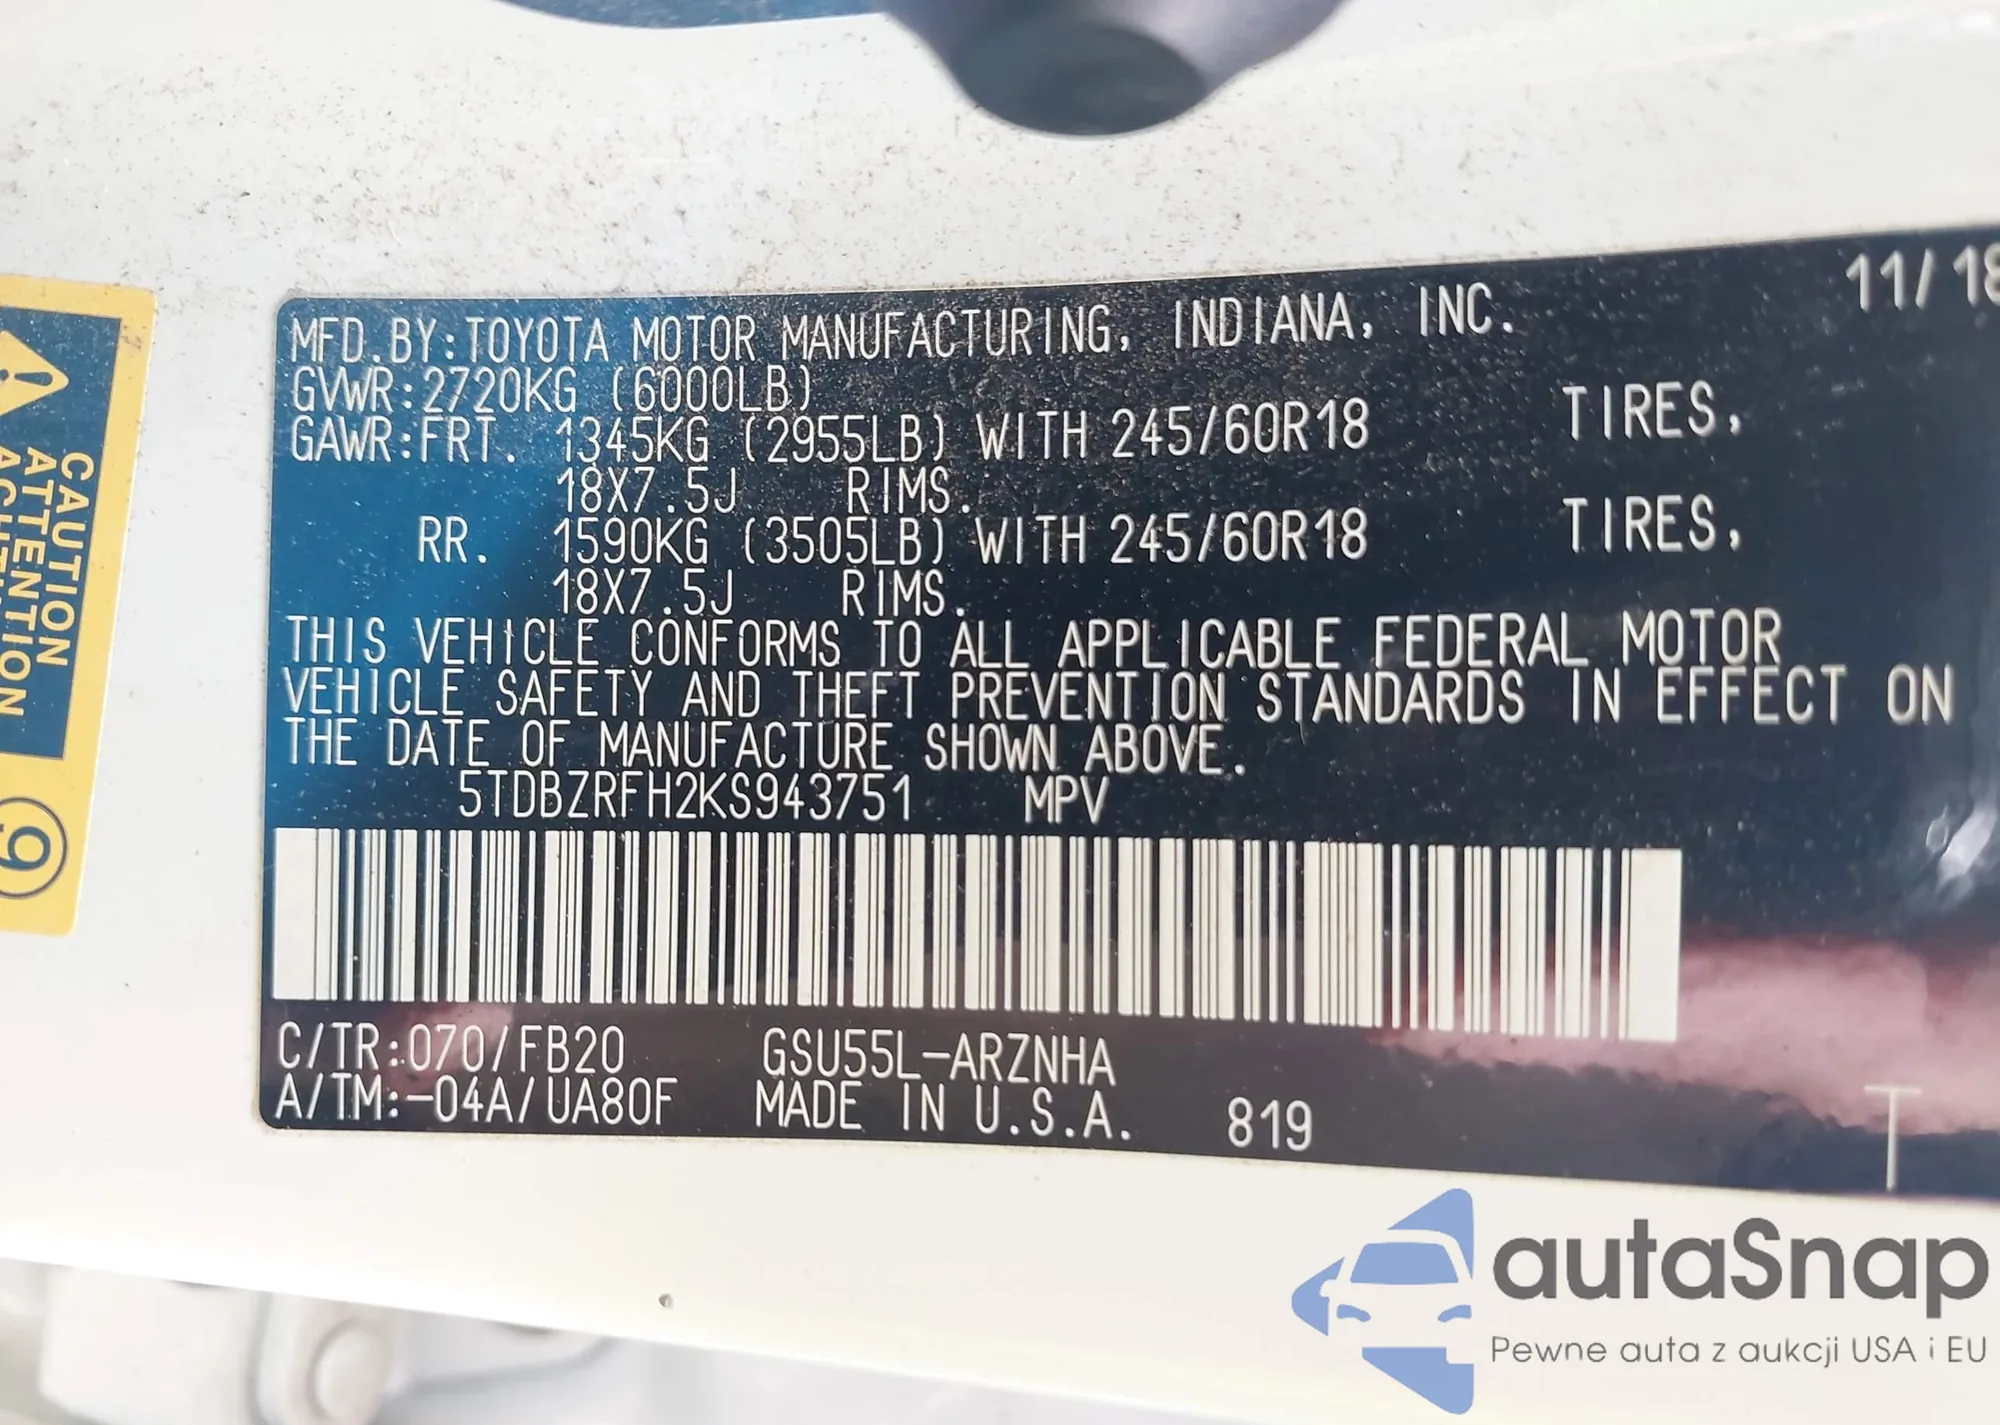 11/18
MFD.BY:TOYOTA MOTOR MANUFACTURING, INDIANA, INC.
GVWR:2720KG (6000LB)
GAWR:FRT. 1345KG (2955LB) WITH 245/60R18 TIRES,
18X7.5J RIMS.
RR. 1590KG (3505LB) WITH 245/60R18 TIRES,
18X7.5J RIMS.
THIS VEHICLE CONFORMS TO ALL APPLICABLE FEDERAL MOTOR
VEHICLE SAFETY AND THEFT PREVENTION STANDARDS IN EFFECT ON
THE DATE OF MANUFACTURE SHOWN ABOVE.
5TDBZRFH2KS943751 MPV
C/TR:070/FB20 GSU55L-ARZNHA
A/TM:-04A/UA80F MADE IN U.S.A. 819
T
CAUTION
ATTENTION
9
autaSnap
Pewne auta z aukcji USA i EU